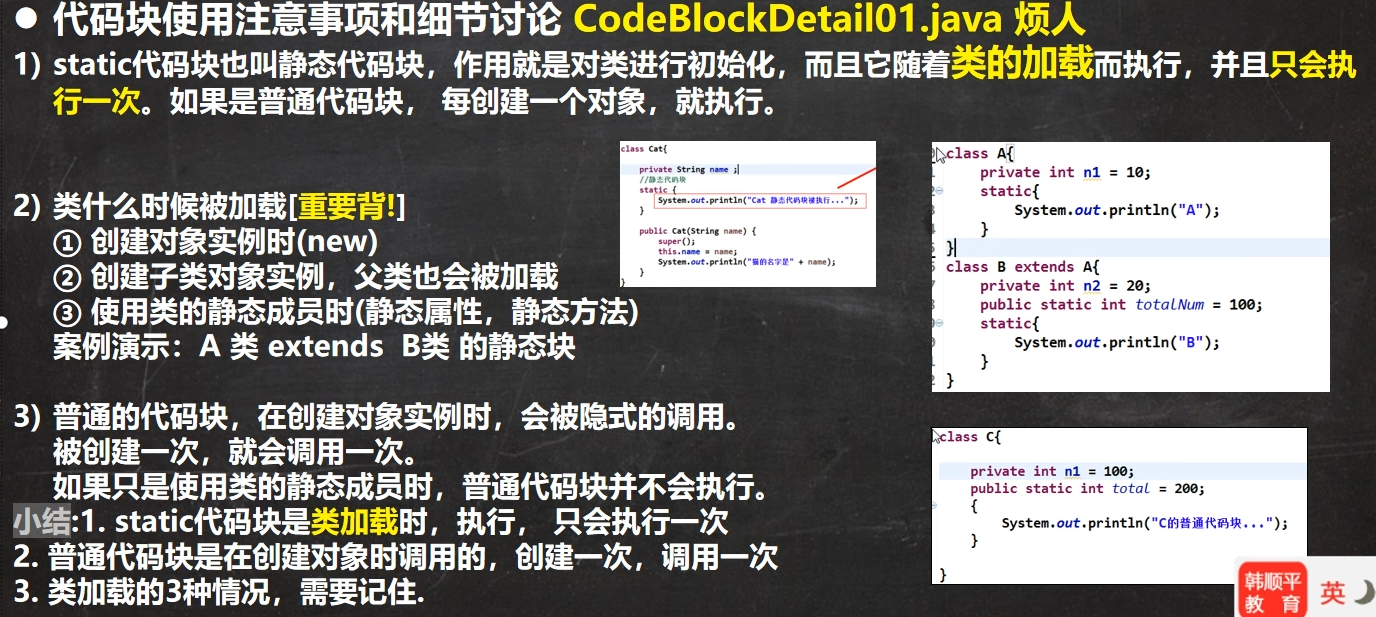 ● 代码块使用注意事项和细节讨论 CodeBlockDetail01.java 烦人
1) static代码块也叫静态代码块，作用就是对类进行初始化，而且它随着类的加载而执行，并且只会执
行一次。如果是普通代码块， 每创建一个对象，就执行。
2) 类什么时候被加载[重要背!]
① 创建对象实例时(new)
② 创建子类对象实例，父类也会被加载
③ 使用类的静态成员时(静态属性，静态方法)
案例演示：A 类 extends B类 的静态块
3) 普通的代码块，在创建对象实例时，会被隐式的调用。
被创建一次，就会调用一次。
如果只是使用类的静态成员时，普通代码块并不会执行。
小结:1. static代码块是类加载时，执行， 只会执行一次
2. 普通代码块是在创建对象时调用的，创建一次，调用一次
3. 类加载的3种情况，需要记住.
class Cat{
private String name ;
//静态代码块
static {
System.out.println("Cat 静态代码块被执行...");
}
public Cat(String name) {
super();
this.name = name;
System.out.println("猫的名字是" + name);
}
}
class A{
private int n1 = 10;
static{
System.out.println("A");
}
}
class B extends A{
private int n2 = 20;
public static int totalNum = 100;
static{
System.out.println("B");
}
}
class C{
private int n1 = 100;
public static int total = 200;
{
System.out.println("C的普通代码块...");
}
}
韩顺平
教 育
英